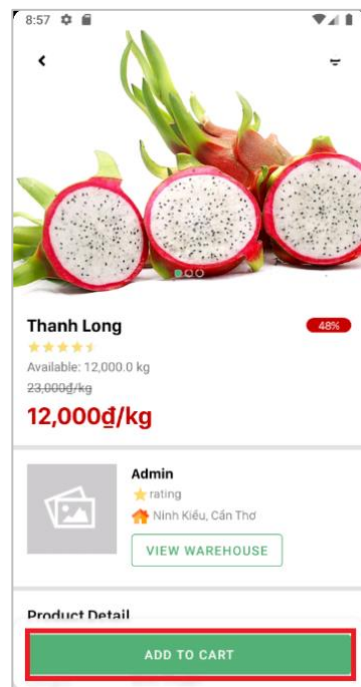 8:57
Thanh Long
48%
Available: 12,000.0 kg
23,000₫/kg
12,000₫/kg
Admin
rating
Ninh Kiều, Cần Thơ
VIEW WAREHOUSE
Product Detail
ADD TO CART